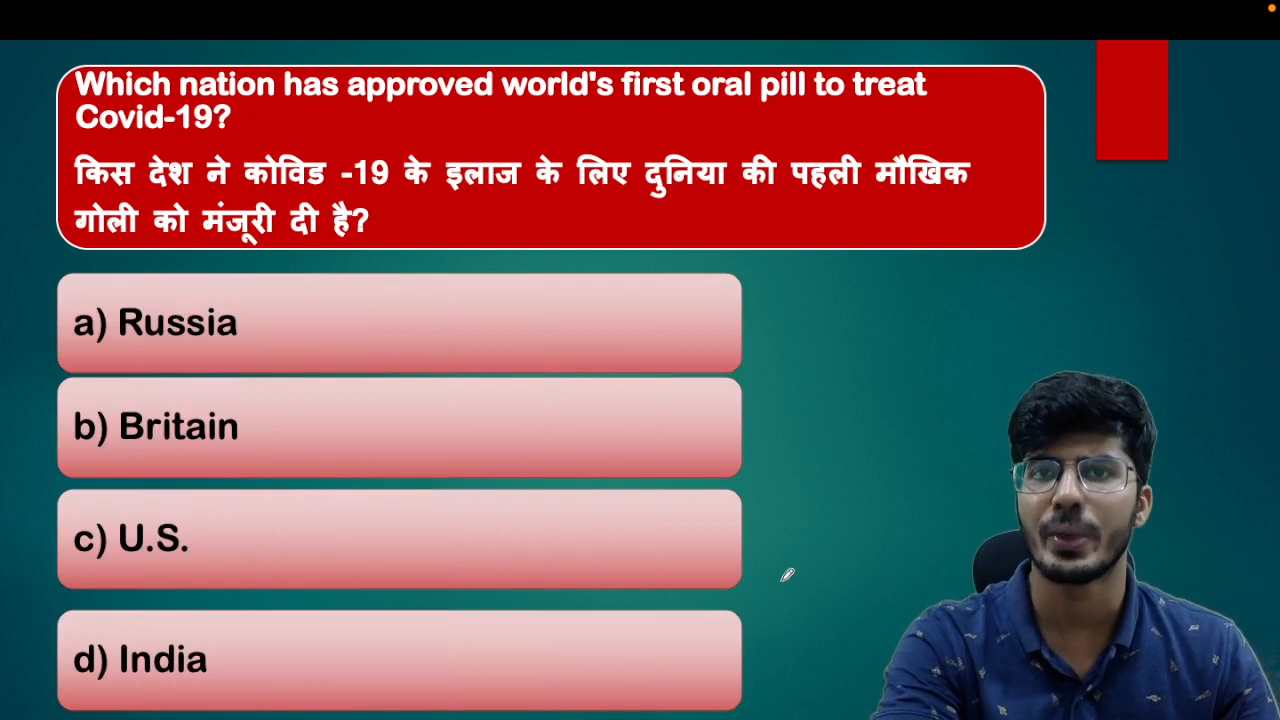 Which nation has approved world's first oral pill to treat
Covid-19?
किस देश ने कोविड -19 के इलाज के लिए दुनिया की पहली मौखिक
गोली को मंजूरी दी है?
a) Russia
b) Britain
c) U.S.
d) India